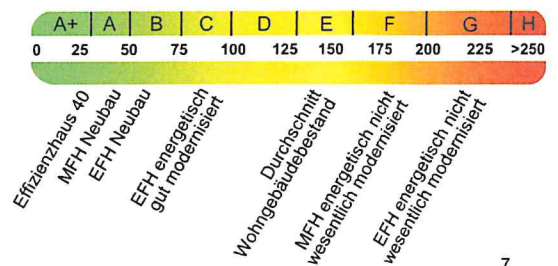 A+ A B C D E F G H
0 25 50 75 100 125 150 175 200 225 >250
Effizienzhaus 40
MFH Neubau
EFH Neubau
EFH energetisch
gut modernisiert
Durchschnitt
Wohngebäudebestand
MFH energetisch nicht
wesentlich modernisiert
EFH energetisch nicht
wesentlich modernisiert
7